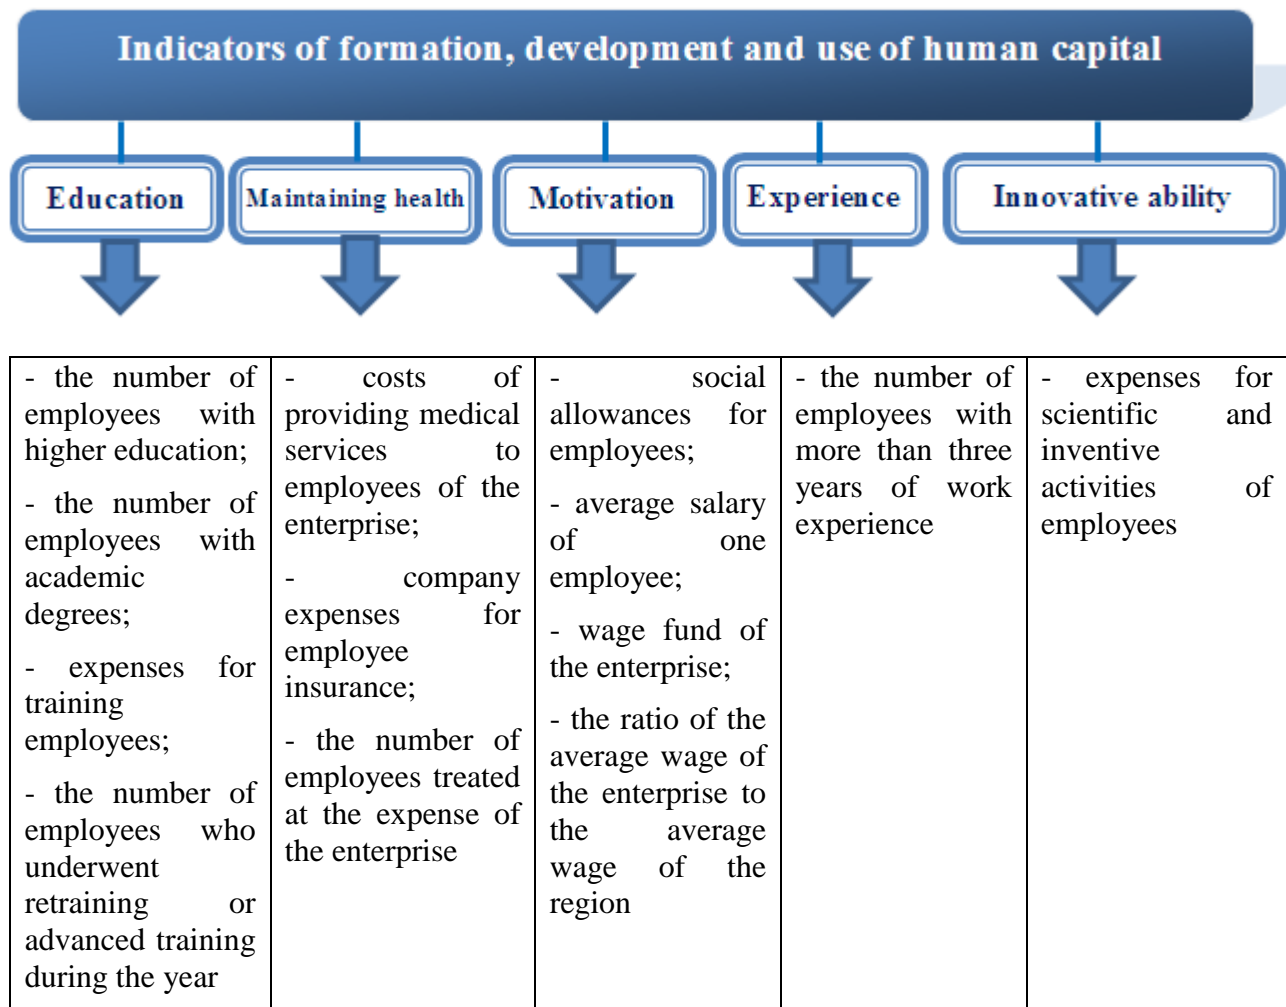 Indicators of formation, development and use of human capital
Education
Maintaining health
Motivation
Experience
Innovative ability
- the number of
employees with
higher education;
- the number of
employees with
academic
degrees;
- expenses for
training
employees;
- the number of
employees who
underwent
retraining or
advanced training
during the year
- costs of
providing medical
services to
employees of the
enterprise;
- company
expenses for
employee
insurance;
- the number of
employees treated
at the expense of
the enterprise
- social
allowances for
employees;
- average salary
of one
employee;
- wage fund of
the enterprise;
- the ratio of the
average wage of
the enterprise to
the average
wage of the
region
- the number of
employees with
more than three
years of work
experience
- expenses for
scientific and
inventive
activities of
employees